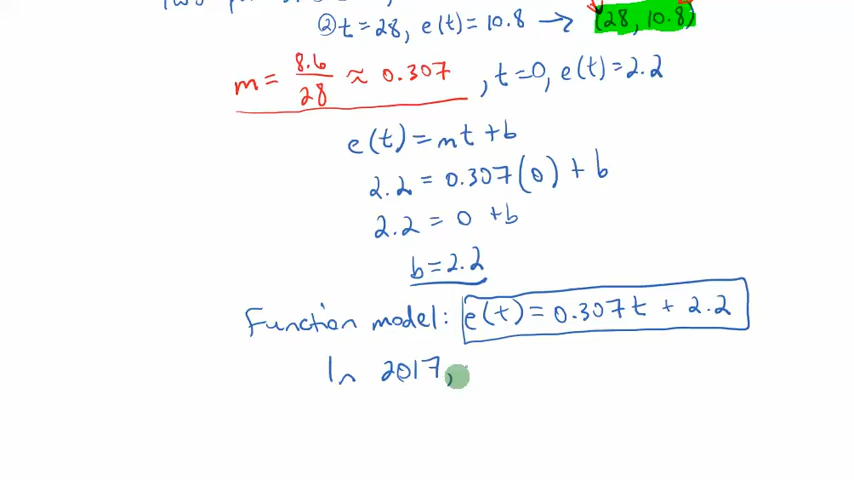 ② t = 28, e(t) = 10.8 → (28, 10.8)
m = 8.6/28 ≈ 0.307 , t=0, e(t) = 2.2
e(t) = mt + b
2.2 = 0.307(0) + b
2.2 = 0 + b
b = 2.2
Function model: e(t) = 0.307t + 2.2
In 2017,